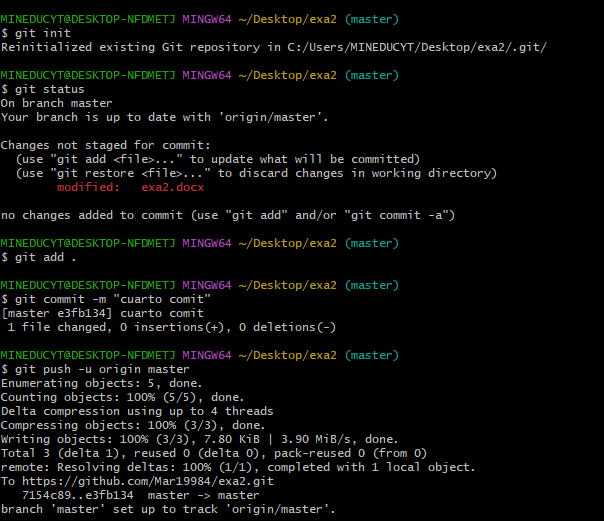 MINEDUCYT@DESKTOP-NFDMETJ MINGW64 ~/Desktop/exa2 (master)
$ git init
Reinitialized existing Git repository in C:/Users/MINEDUCYT/Desktop/exa2/.git/
MINEDUCYT@DESKTOP-NFDMETJ MINGW64 ~/Desktop/exa2 (master)
$ git status
On branch master
Your branch is up to date with 'origin/master'.
Changes not staged for commit:
  (use "git add <file>..." to update what will be committed)
  (use "git restore <file>..." to discard changes in working directory)
        modified:   exa2.docx
no changes added to commit (use "git add" and/or "git commit -a")
MINEDUCYT@DESKTOP-NFDMETJ MINGW64 ~/Desktop/exa2 (master)
$ git add .
MINEDUCYT@DESKTOP-NFDMETJ MINGW64 ~/Desktop/exa2 (master)
$ git commit -m "cuarto comit"
[master e3fb134] cuarto comit
 1 file changed, 0 insertions(+), 0 deletions(-)
MINEDUCYT@DESKTOP-NFDMETJ MINGW64 ~/Desktop/exa2 (master)
$ git push -u origin master
Enumerating objects: 5, done.
Counting objects: 100% (5/5), done.
Delta compression using up to 4 threads
Compressing objects: 100% (3/3), done.
Writing objects: 100% (3/3), 7.80 KiB | 3.90 MiB/s, done.
Total 3 (delta 1), reused 0 (delta 0), pack-reused 0 (from 0)
remote: Resolving deltas: 100% (1/1), completed with 1 local object.
To https://github.com/Mar19984/exa2.git
   7154c89..e3fb134  master -> master
branch 'master' set up to track 'origin/master'.